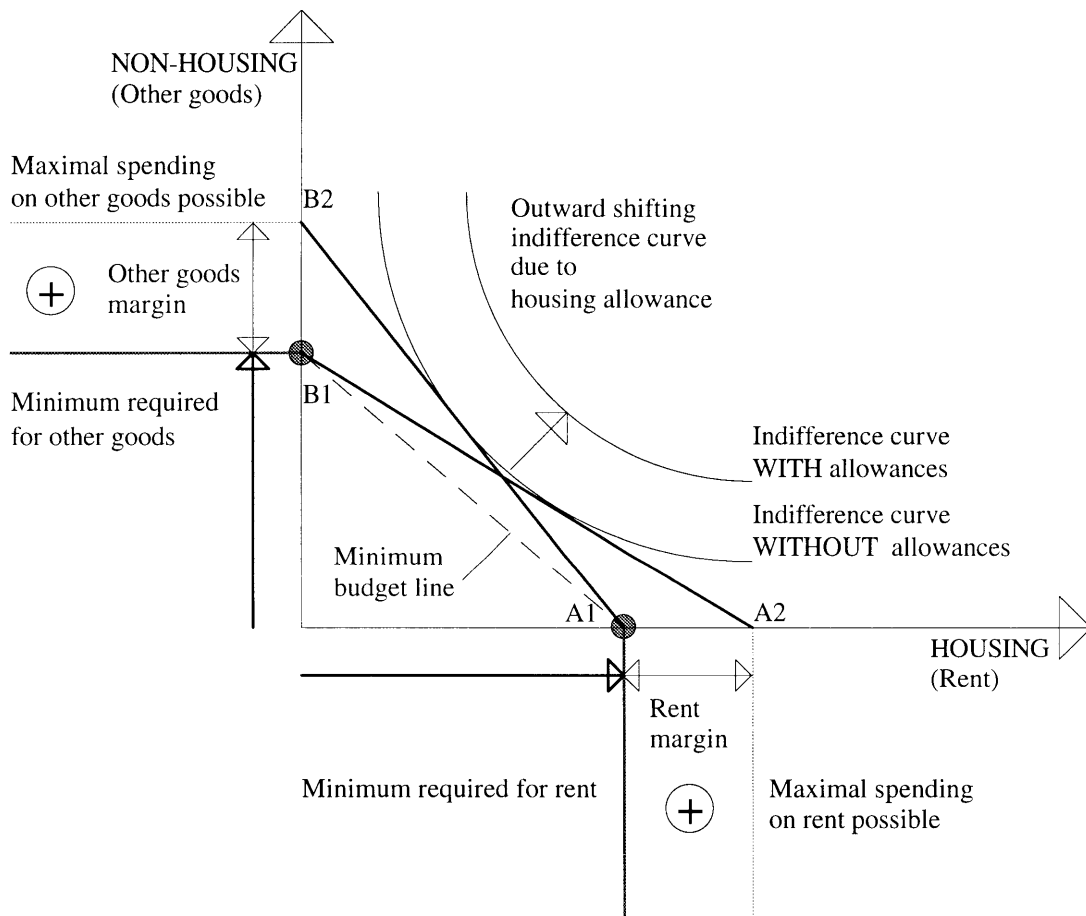 NON-HOUSING
(Other goods)
Maximal spending
on other goods possible
B2
Outward shifting
indifference curve
due to
housing allowance
+
Other goods
margin
B1
Minimum required
for other goods
Indifference curve
WITH allowances
Indifference curve
WITHOUT allowances
Minimum
budget line
A1
A2
HOUSING
(Rent)
Rent
margin
Minimum required for rent
+
Maximal spending
on rent possible